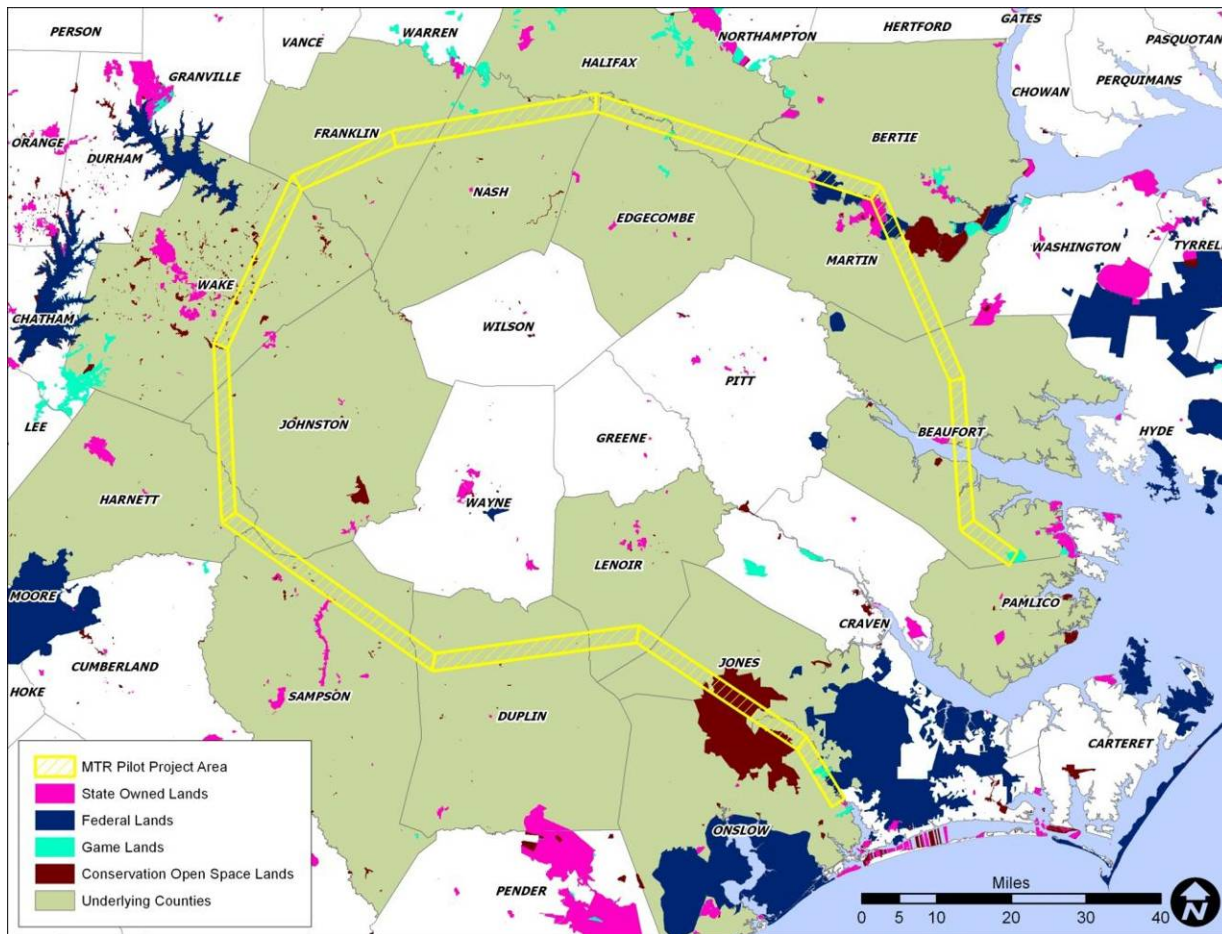 GATES
PERSON
VANCE
WARREN
NORTHAMPTON
HERTFORD
PASQUOTAN
GRANVILLE
HALIFAX
PERQUIMANS
CHOWAN
ORANGE
FRANKLIN
BERTIE
DURHAM
NASH
EDGECOMBE
WASHINGTON
TYRRELL
MARTIN
WAKE
CHATHAM
WILSON
PITT
JOHNSTON
LEE
GREENE
BEAUFORT
HYDE
HARNETT
WAYNE
LENOIR
MOORE
PAMLICO
CRAVEN
CUMBERLAND
JONES
HOKE
SAMPSON
DUPLIN
CARTERET
ONSLOW
PENDER
MTR Pilot Project Area
State Owned Lands
Federal Lands
Game Lands
Conservation Open Space Lands
Underlying Counties
Miles
0 5 10 20 30 40
N